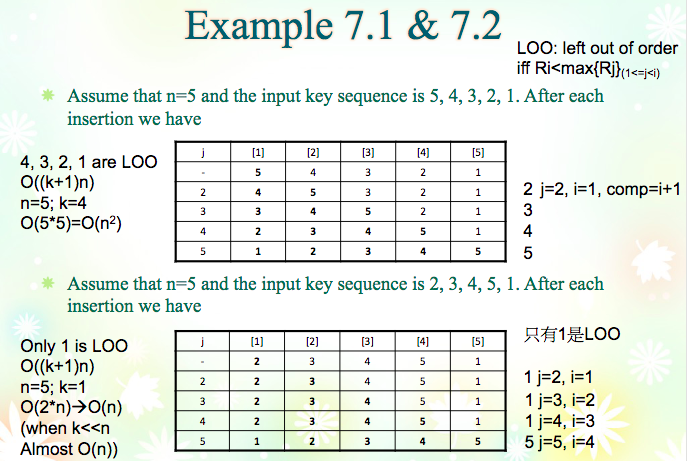 Example 7.1 & 7.2
LOO: left out of order
iff Ri<max{Rj}(1<=j<i)
Assume that n=5 and the input key sequence is 5, 4, 3, 2, 1. After each
insertion we have
4, 3, 2, 1 are LOO
O((k+1)n)
n=5; k=4
O(5*5)=O(n²)
j [1] [2] [3] [4] [5]
- 5 4 3 2 1
2 4 5 3 2 1
3 3 4 5 2 1
4 2 3 4 5 1
5 1 2 3 4 5
2 j=2, i=1, comp=i+1
3
4
5
Assume that n=5 and the input key sequence is 2, 3, 4, 5, 1. After each
insertion we have
Only 1 is LOO
O((k+1)n)
n=5; k=1
O(2*n)→O(n)
(when k<<n
Almost O(n))
j [1] [2] [3] [4] [5]
- 2 3 4 5 1
2 2 3 4 5 1
3 2 3 4 5 1
4 2 3 4 5 1
5 1 2 3 4 5
只有1是LOO
1 j=2, i=1
1 j=3, i=2
1 j=4, i=3
5 j=5, i=4